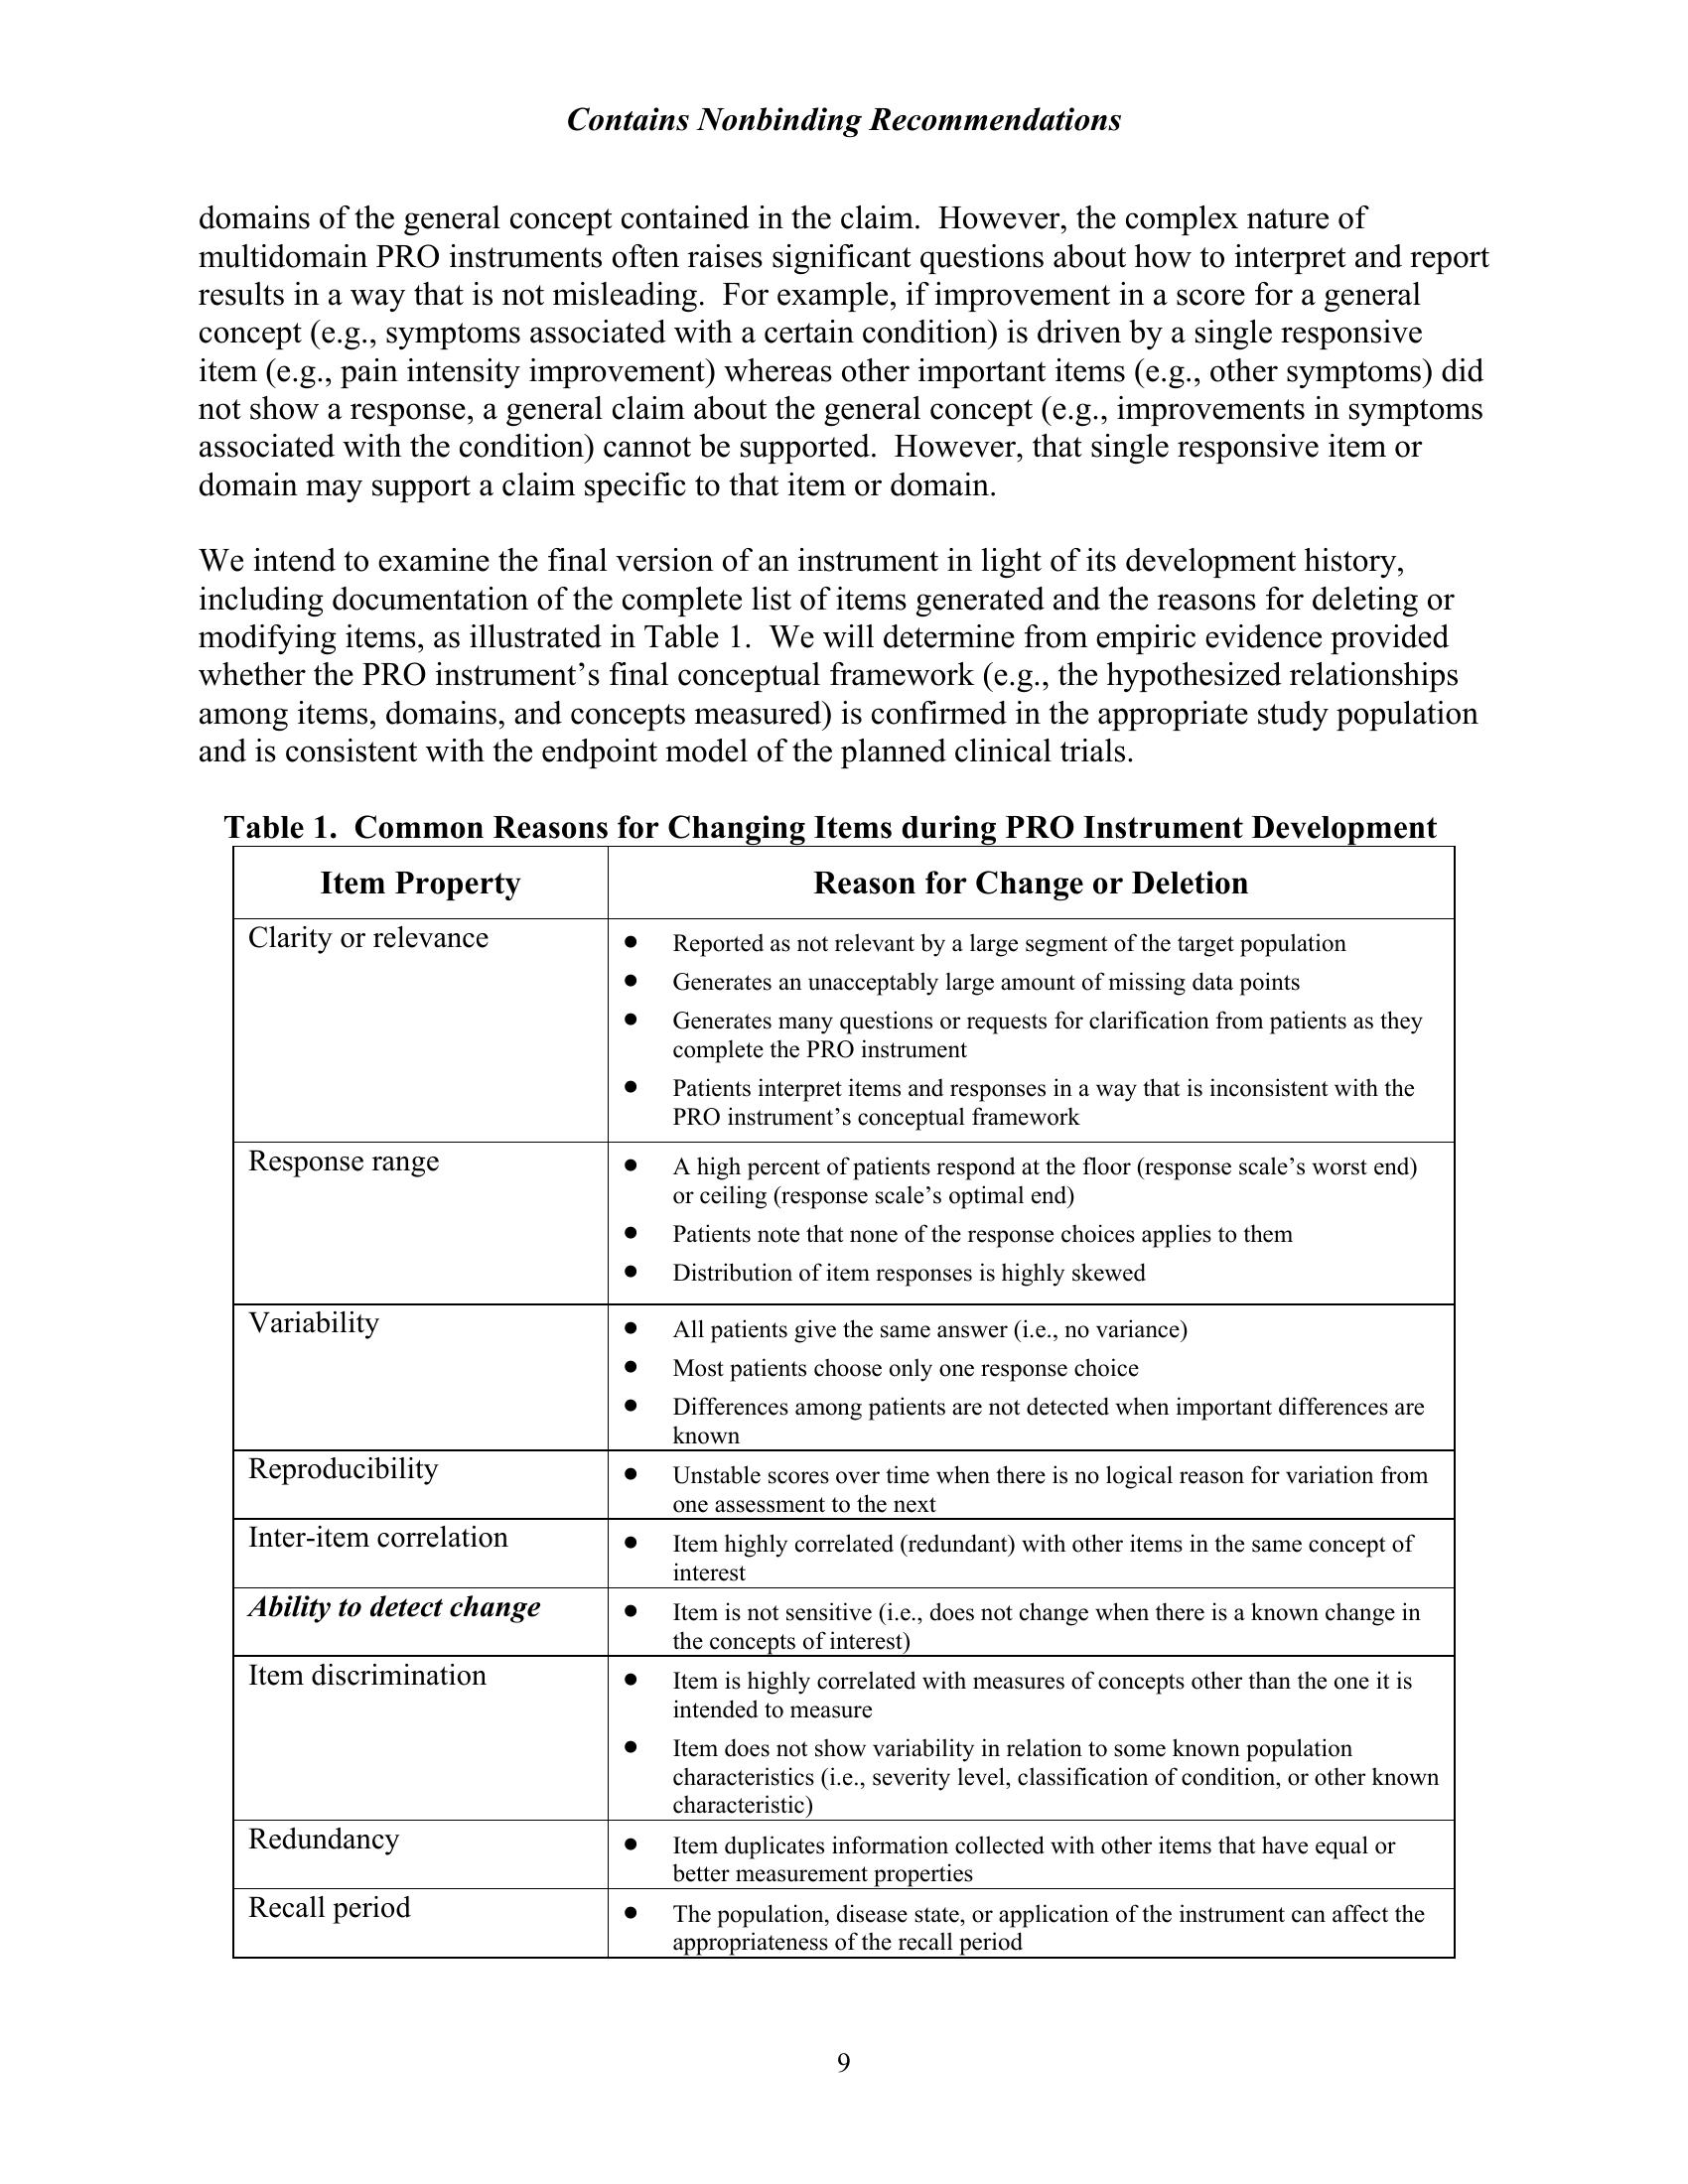 Contains Nonbinding Recommendations
domains of the general concept contained in the claim.  However, the complex nature of
multidomain PRO instruments often raises significant questions about how to interpret and report
results in a way that is not misleading.  For example, if improvement in a score for a general
concept (e.g., symptoms associated with a certain condition) is driven by a single responsive
item (e.g., pain intensity improvement) whereas other important items (e.g., other symptoms) did
not show a response, a general claim about the general concept (e.g., improvements in symptoms
associated with the condition) cannot be supported.  However, that single responsive item or
domain may support a claim specific to that item or domain.
We intend to examine the final version of an instrument in light of its development history,
including documentation of the complete list of items generated and the reasons for deleting or
modifying items, as illustrated in Table 1.  We will determine from empiric evidence provided
whether the PRO instrument’s final conceptual framework (e.g., the hypothesized relationships
among items, domains, and concepts measured) is confirmed in the appropriate study population
and is consistent with the endpoint model of the planned clinical trials.
Table 1.  Common Reasons for Changing Items during PRO Instrument Development
Item Property
Reason for Change or Deletion
Clarity or relevance
● Reported as not relevant by a large segment of the target population
● Generates an unacceptably large amount of missing data points
● Generates many questions or requests for clarification from patients as they
complete the PRO instrument
● Patients interpret items and responses in a way that is inconsistent with the
PRO instrument’s conceptual framework
Response range
● A high percent of patients respond at the floor (response scale’s worst end)
or ceiling (response scale’s optimal end)
● Patients note that none of the response choices applies to them
● Distribution of item responses is highly skewed
Variability
● All patients give the same answer (i.e., no variance)
● Most patients choose only one response choice
● Differences among patients are not detected when important differences are
known
Reproducibility
● Unstable scores over time when there is no logical reason for variation from
one assessment to the next
Inter-item correlation
● Item highly correlated (redundant) with other items in the same concept of
interest
Ability to detect change
● Item is not sensitive (i.e., does not change when there is a known change in
the concepts of interest)
Item discrimination
● Item is highly correlated with measures of concepts other than the one it is
intended to measure
● Item does not show variability in relation to some known population
characteristics (i.e., severity level, classification of condition, or other known
characteristic)
Redundancy
● Item duplicates information collected with other items that have equal or
better measurement properties
Recall period
● The population, disease state, or application of the instrument can affect the
appropriateness of the recall period
9